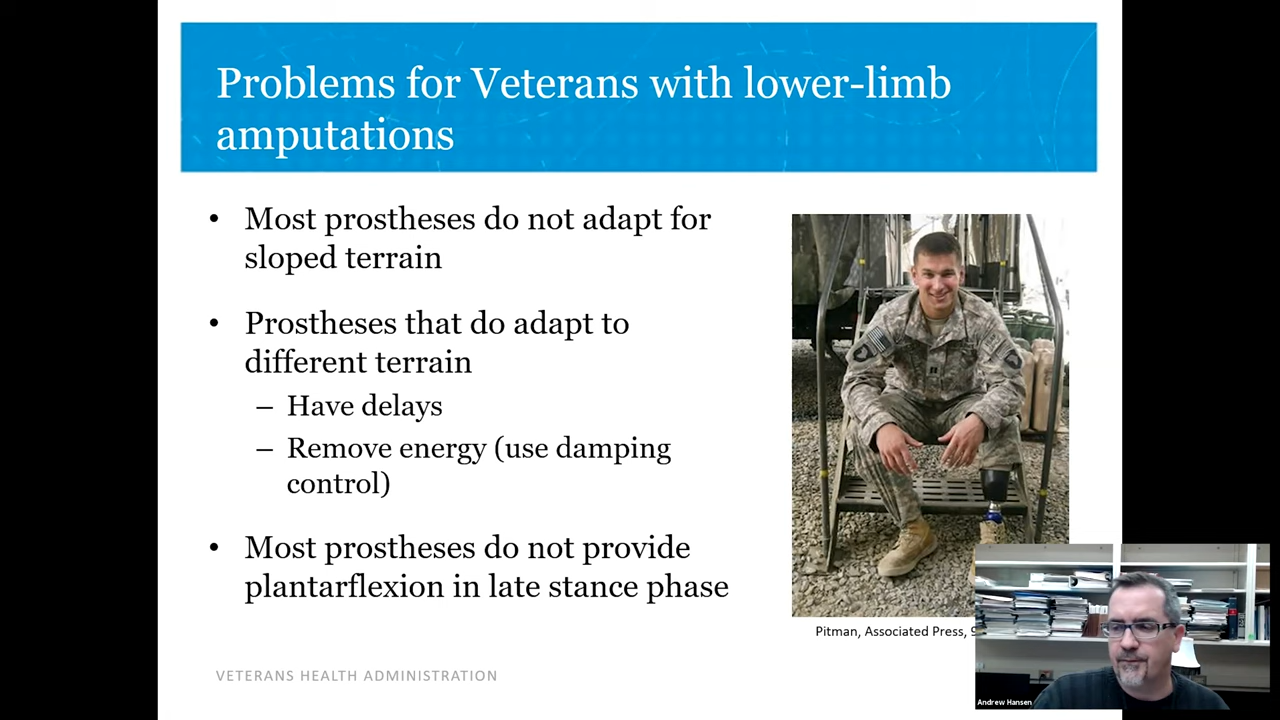 Problems for Veterans with lower-limb
amputations
• Most prostheses do not adapt for
sloped terrain
• Prostheses that do adapt to
different terrain
– Have delays
– Remove energy (use damping
control)
• Most prostheses do not provide
plantarflexion in late stance phase
Pitman, Associated Press,
VETERANS HEALTH ADMINISTRATION
Andrew Hansen